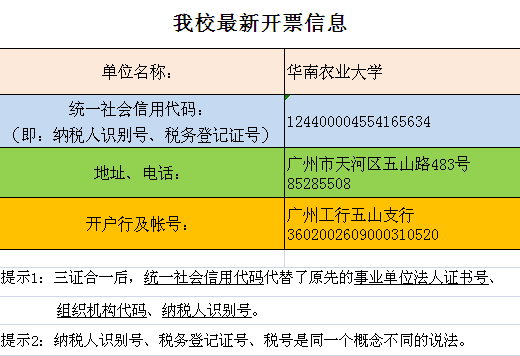 我校最新开票信息
单位名称：
华南农业大学
统一社会信用代码：
（即：纳税人识别号、税务登记证号）
124400004554165634
地址、电话：
广州市天河区五山路483号
85285508
开户行及帐号：
广州工行五山支行
3602002609000310520
提示1：三证合一后，统一社会信用代码代替了原先的事业单位法人证书号、
组织机构代码、纳税人识别号。
提示2：纳税人识别号、税务登记证号、税号是同一个概念不同的说法。